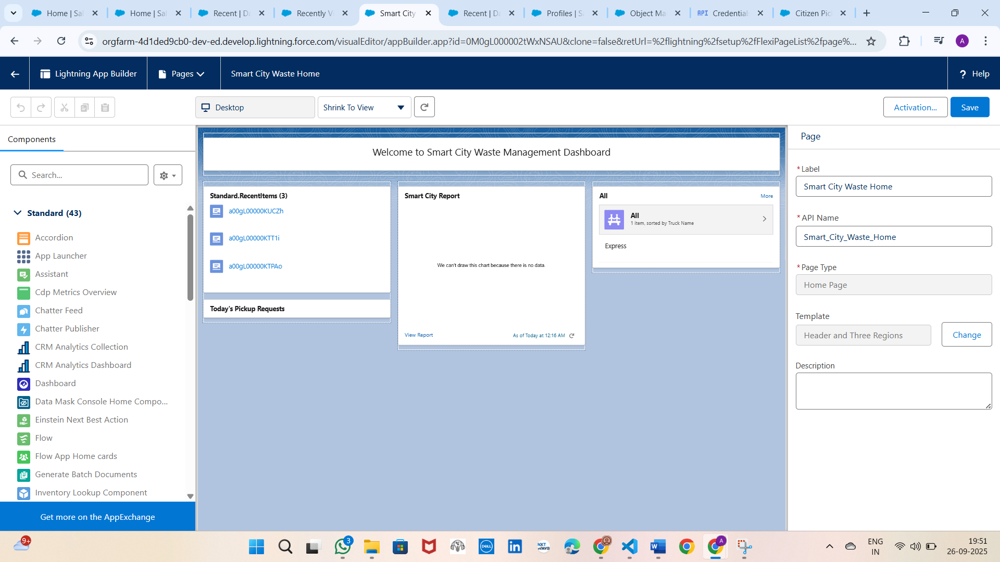 Home | Sal
Home | Sal
Recent | Da
Recently Vi
Smart City
Recent | Da
Profiles | Sa
Object Ma
API Credential
Citizen Pic
orgfarm-4d1ded9cb0-dev-ed.develop.lightning.force.com/visualEditor/appBuilder.app?id=0M0gL000002tWxNSAU&clone=false&retUrl=%2flightning%2fsetup%2fFlexiPageList%2fpage%...
A
Lightning App Builder
Pages
Smart City Waste Home
? Help
Desktop
Shrink To View
Activation...
Save
Components
Search...
Standard (43)
Accordion
App Launcher
Assistant
Cdp Metrics Overview
Chatter Feed
Chatter Publisher
CRM Analytics Collection
CRM Analytics Dashboard
Dashboard
Data Mask Console Home Compo...
Einstein Next Best Action
Flow
Flow App Home cards
Generate Batch Documents
Inventory Lookup Component
Get more on the AppExchange
Welcome to Smart City Waste Management Dashboard
Standard.RecentItems (3)
a00gL00000KUCZh
a00gL00000KTT1i
a00gL00000KTPAo
Today's Pickup Requests
Smart City Report
We can't draw this chart because there is no data.
View Report
As of Today at 12:16 AM
All
More
All
1 item, sorted by Truck Name
Express
Page
*Label
Smart City Waste Home
*API Name
Smart_City_Waste_Home
*Page Type
Home Page
Template
Header and Three Regions
Change
Description
9+
3
DELL
NXT
WAVE
A
ENG
IN
19:51
26-09-2025